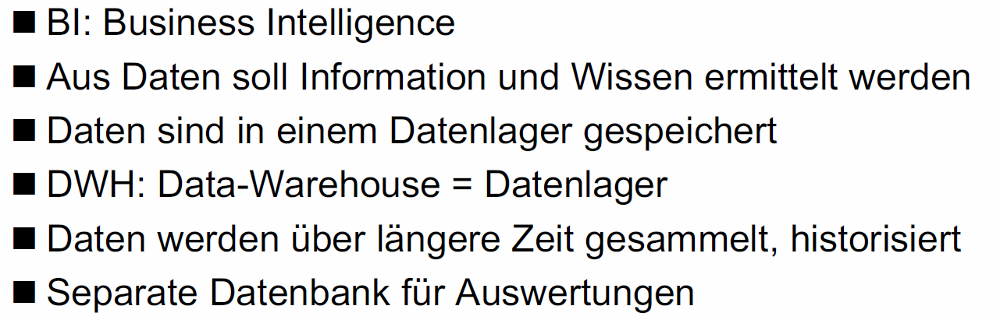 ■ BI: Business Intelligence
■ Aus Daten soll Information und Wissen ermittelt werden
■ Daten sind in einem Datenlager gespeichert
■ DWH: Data-Warehouse = Datenlager
■ Daten werden über längere Zeit gesammelt, historisiert
■ Separate Datenbank für Auswertungen